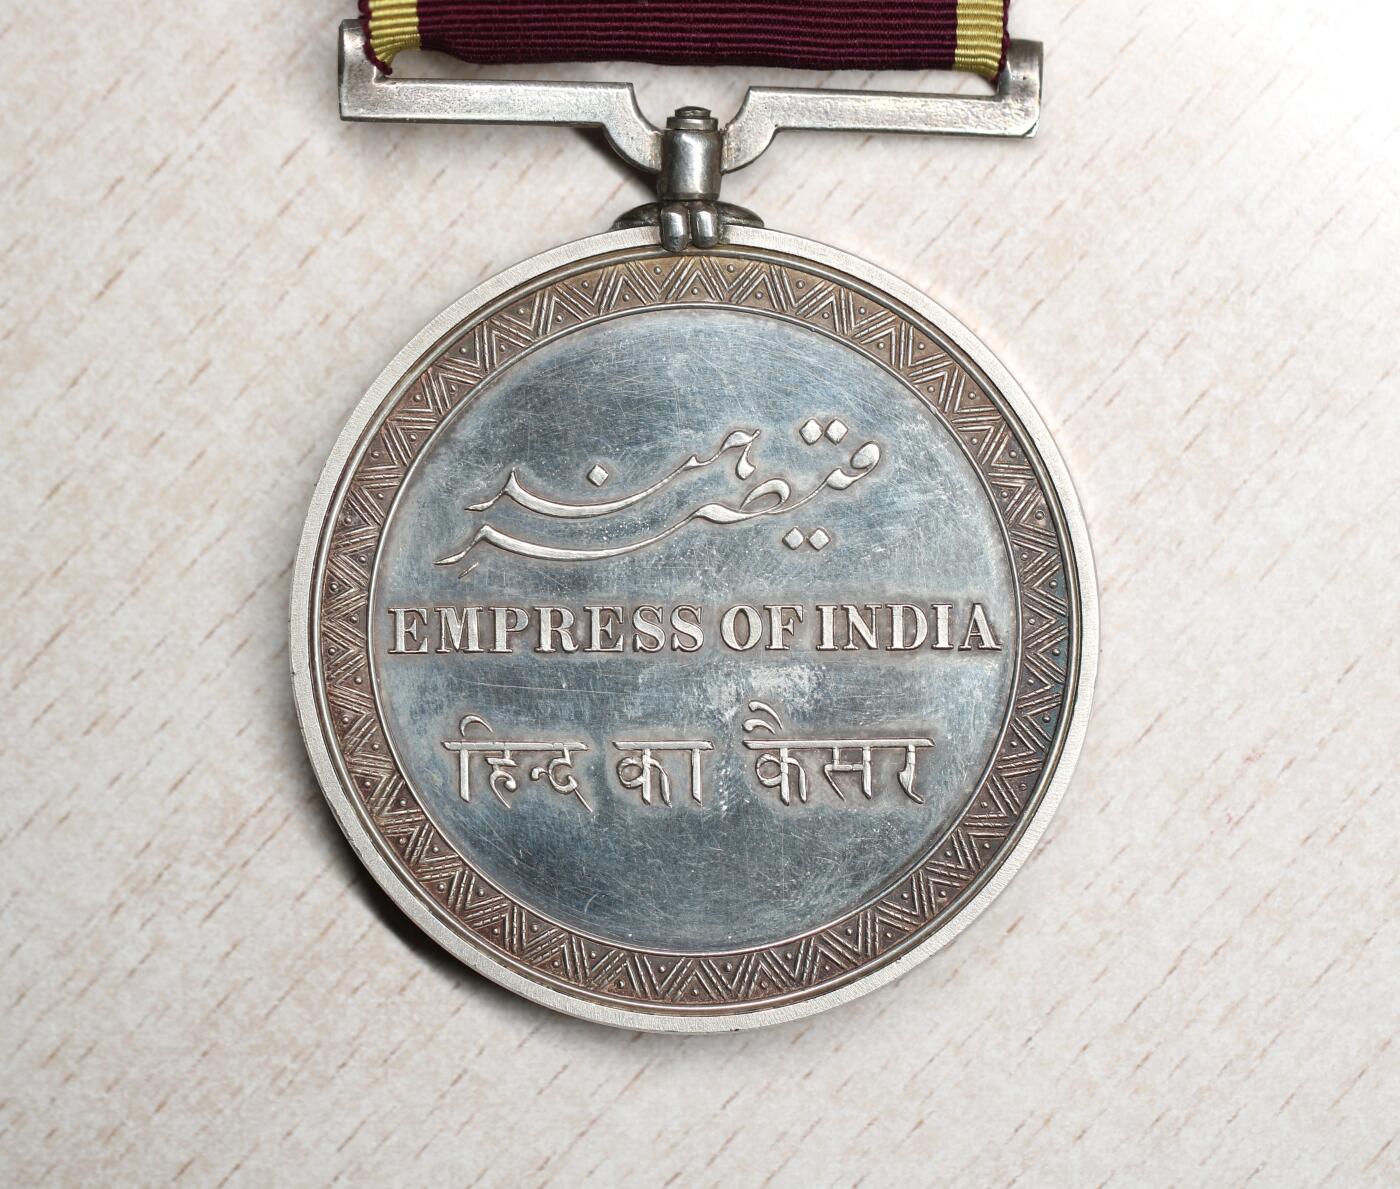 قیصر ہند
EMPRESS OF INDIA
हिन्द का कैसर